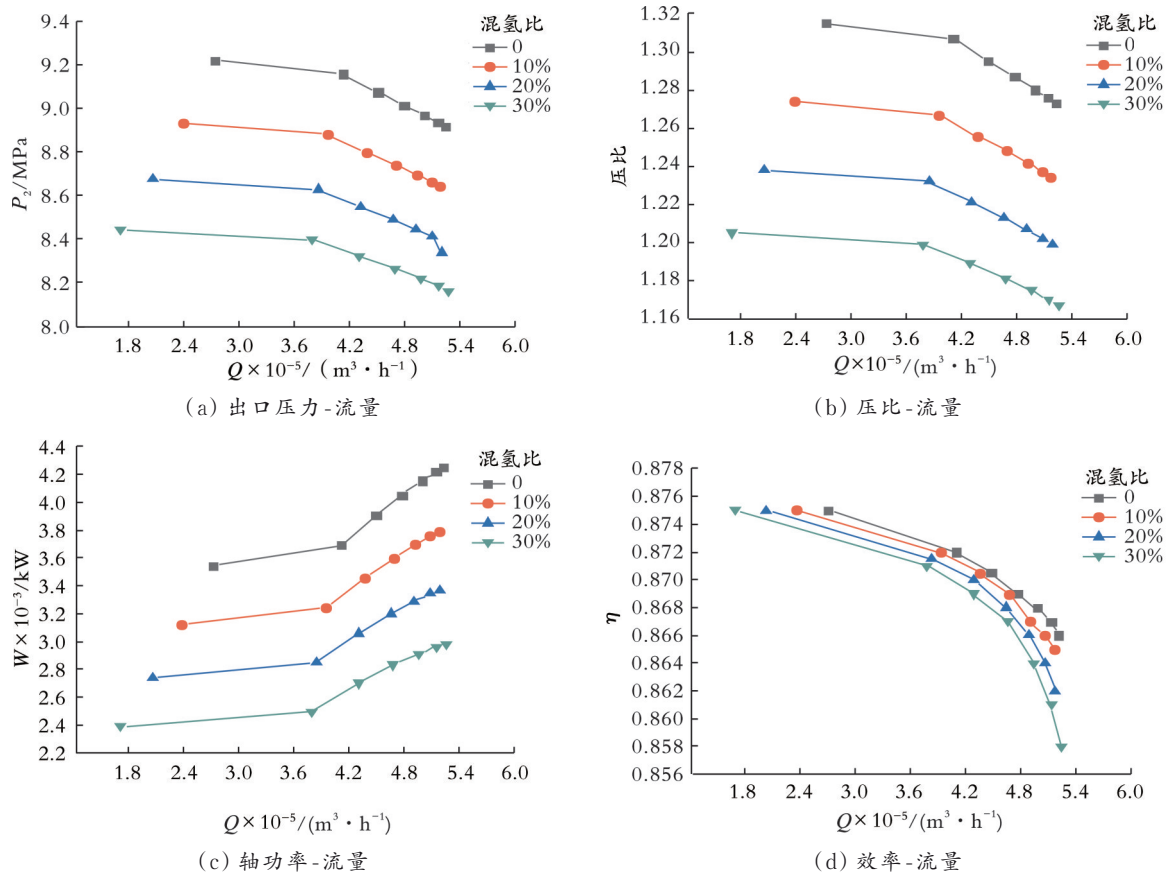 9.4
9.2
9.0
8.8
8.6
8.4
8.2
8.0
P₂/MPa
混氢比
0
10%
20%
30%
1.8 2.4 3.0 3.6 4.2 4.8 5.4 6.0
Q×10⁻⁵/（m³·h⁻¹）
(a) 出口压力-流量
1.32
1.30
1.28
1.26
1.24
1.22
1.20
1.18
1.16
压比
混氢比
0
10%
20%
30%
1.8 2.4 3.0 3.6 4.2 4.8 5.4 6.0
Q×10⁻⁵/(m³·h⁻¹)
(b) 压比-流量
4.4
4.2
4.0
3.8
3.6
3.4
3.2
3.0
2.8
2.6
2.4
2.2
W×10⁻³/kW
混氢比
0
10%
20%
30%
1.8 2.4 3.0 3.6 4.2 4.8 5.4 6.0
Q×10⁻⁵/(m³·h⁻¹)
(c) 轴功率-流量
0.878
0.876
0.874
0.872
0.870
0.868
0.866
0.864
0.862
0.860
0.858
0.856
η
混氢比
0
10%
20%
30%
1.8 2.4 3.0 3.6 4.2 4.8 5.4 6.0
Q×10⁻⁵/(m³·h⁻¹)
(d) 效率-流量